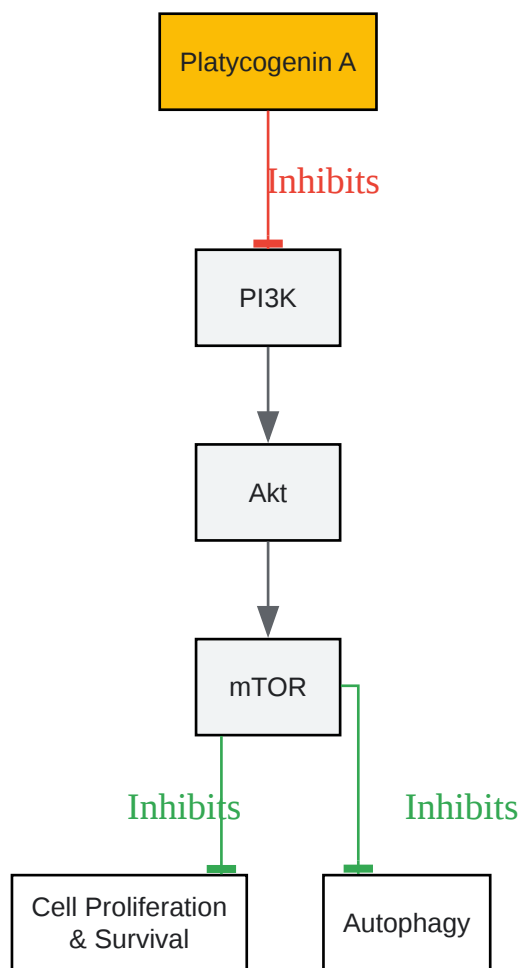 Platycogenin A
Inhibits
PI3K
Akt
mTOR
Inhibits
Inhibits
Cell Proliferation
& Survival
Autophagy